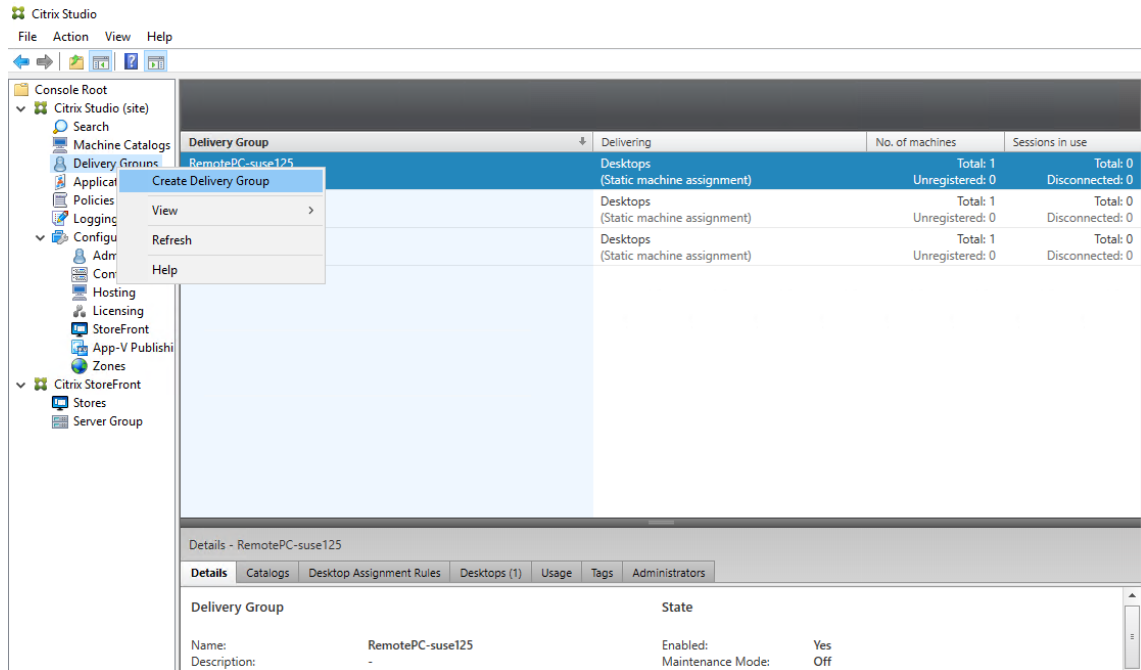 Citrix Studio
File Action View Help
Console Root
Citrix Studio (site)
Search
Machine Catalogs
Delivery Groups
Applicat
Policies
Logging
Configu
Adm
Con
Hosting
Licensing
StoreFront
App-V Publishi
Zones
Citrix StoreFront
Stores
Server Group
Create Delivery Group
View
Refresh
Help
Delivery Group Delivering No. of machines Sessions in use
RemotePC-suse125 Desktops Total: 1 Total: 0
(Static machine assignment) Unregistered: 0 Disconnected: 0
Desktops Total: 1 Total: 0
(Static machine assignment) Unregistered: 0 Disconnected: 0
Desktops Total: 1 Total: 0
(Static machine assignment) Unregistered: 0 Disconnected: 0
Details - RemotePC-suse125
Details Catalogs Desktop Assignment Rules Desktops (1) Usage Tags Administrators
Delivery Group State
Name: RemotePC-suse125 Enabled: Yes
Description: - Maintenance Mode: Off